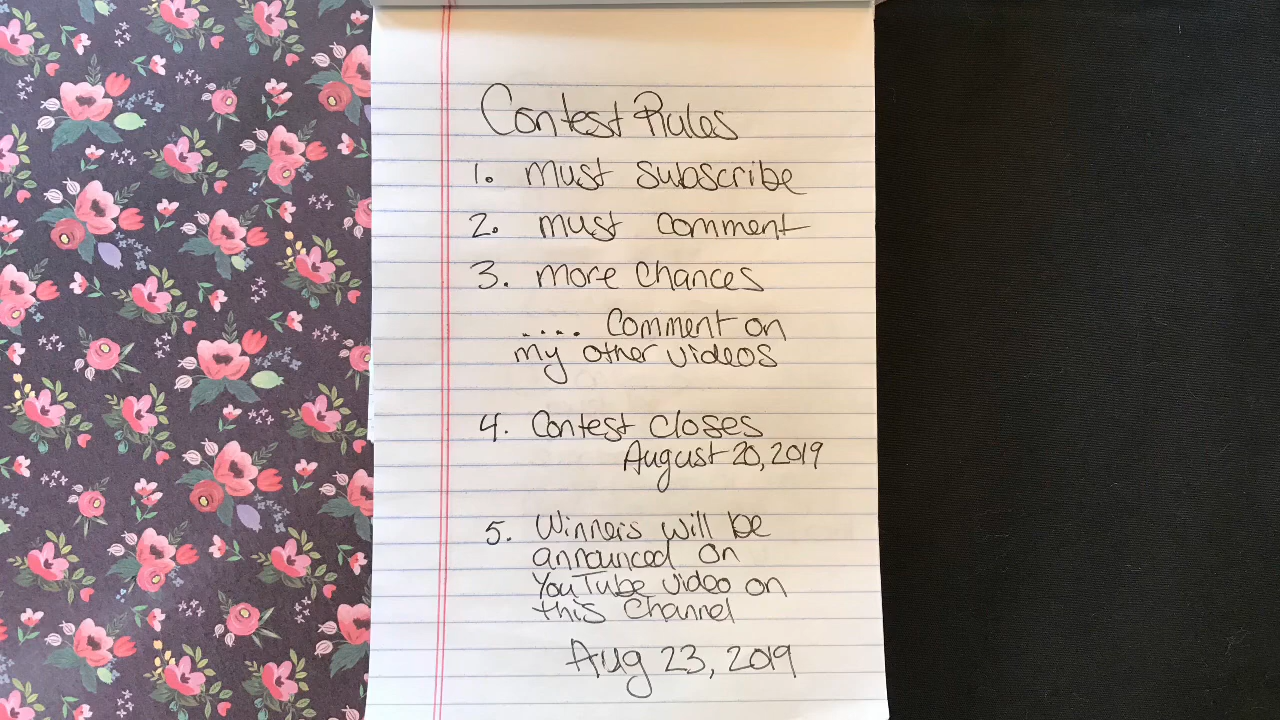 Contest Rules
1. must subscribe
2. must comment
3. more chances
.... Comment on
my other videos
4. Contest closes
August 20, 2019
5. Winners will be
announced on
YouTube video on
this Channel
Aug 23, 2019